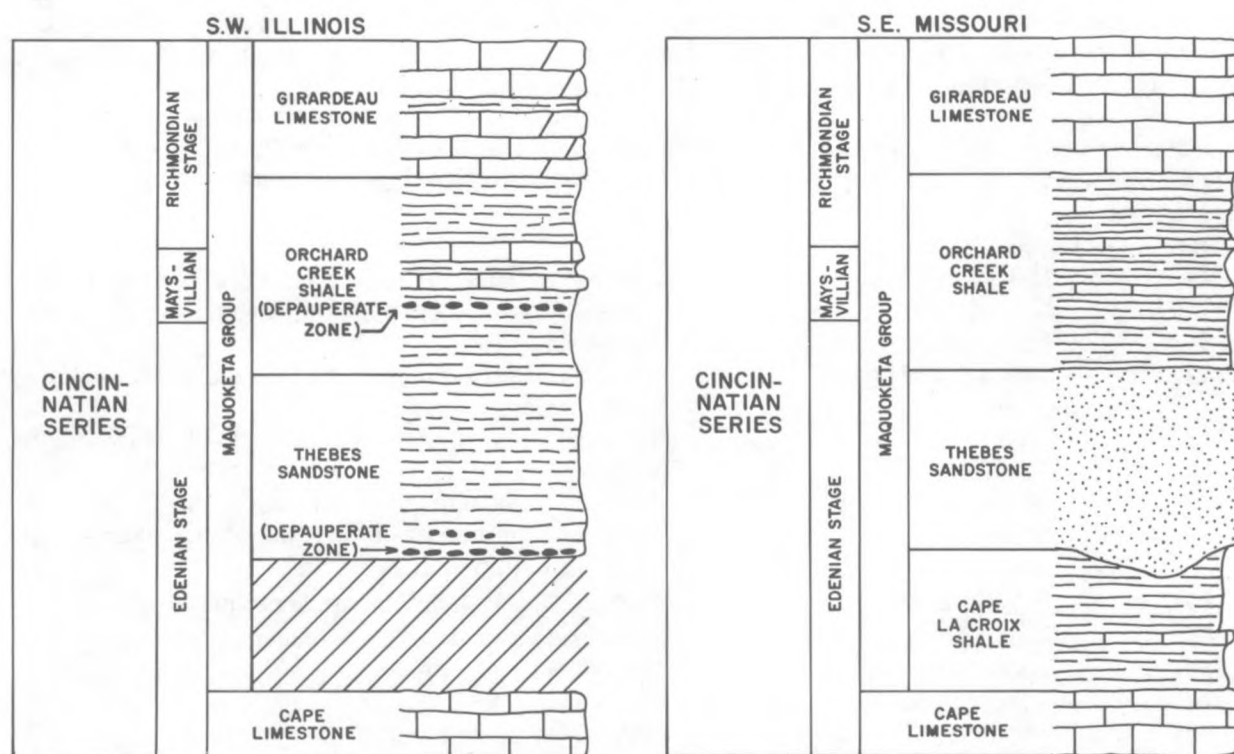 S.W. ILLINOIS
CINCIN-
NATIAN
SERIES
RICHMONDIAN
STAGE
MAYS-
VILLIAN
EDENIAN STAGE
MAQUOKETA GROUP
GIRARDEAU
LIMESTONE
ORCHARD
CREEK
SHALE
(DEPAUPERATE
ZONE)
THEBES
SANDSTONE
(DEPAUPERATE
ZONE)
CAPE
LIMESTONE
S.E. MISSOURI
CINCIN-
NATIAN
SERIES
RICHMONDIAN
STAGE
MAYS-
VILLIAN
EDENIAN STAGE
MAQUOKETA GROUP
GIRARDEAU
LIMESTONE
ORCHARD
CREEK
SHALE
THEBES
SANDSTONE
CAPE
LA CROIX
SHALE
CAPE
LIMESTONE